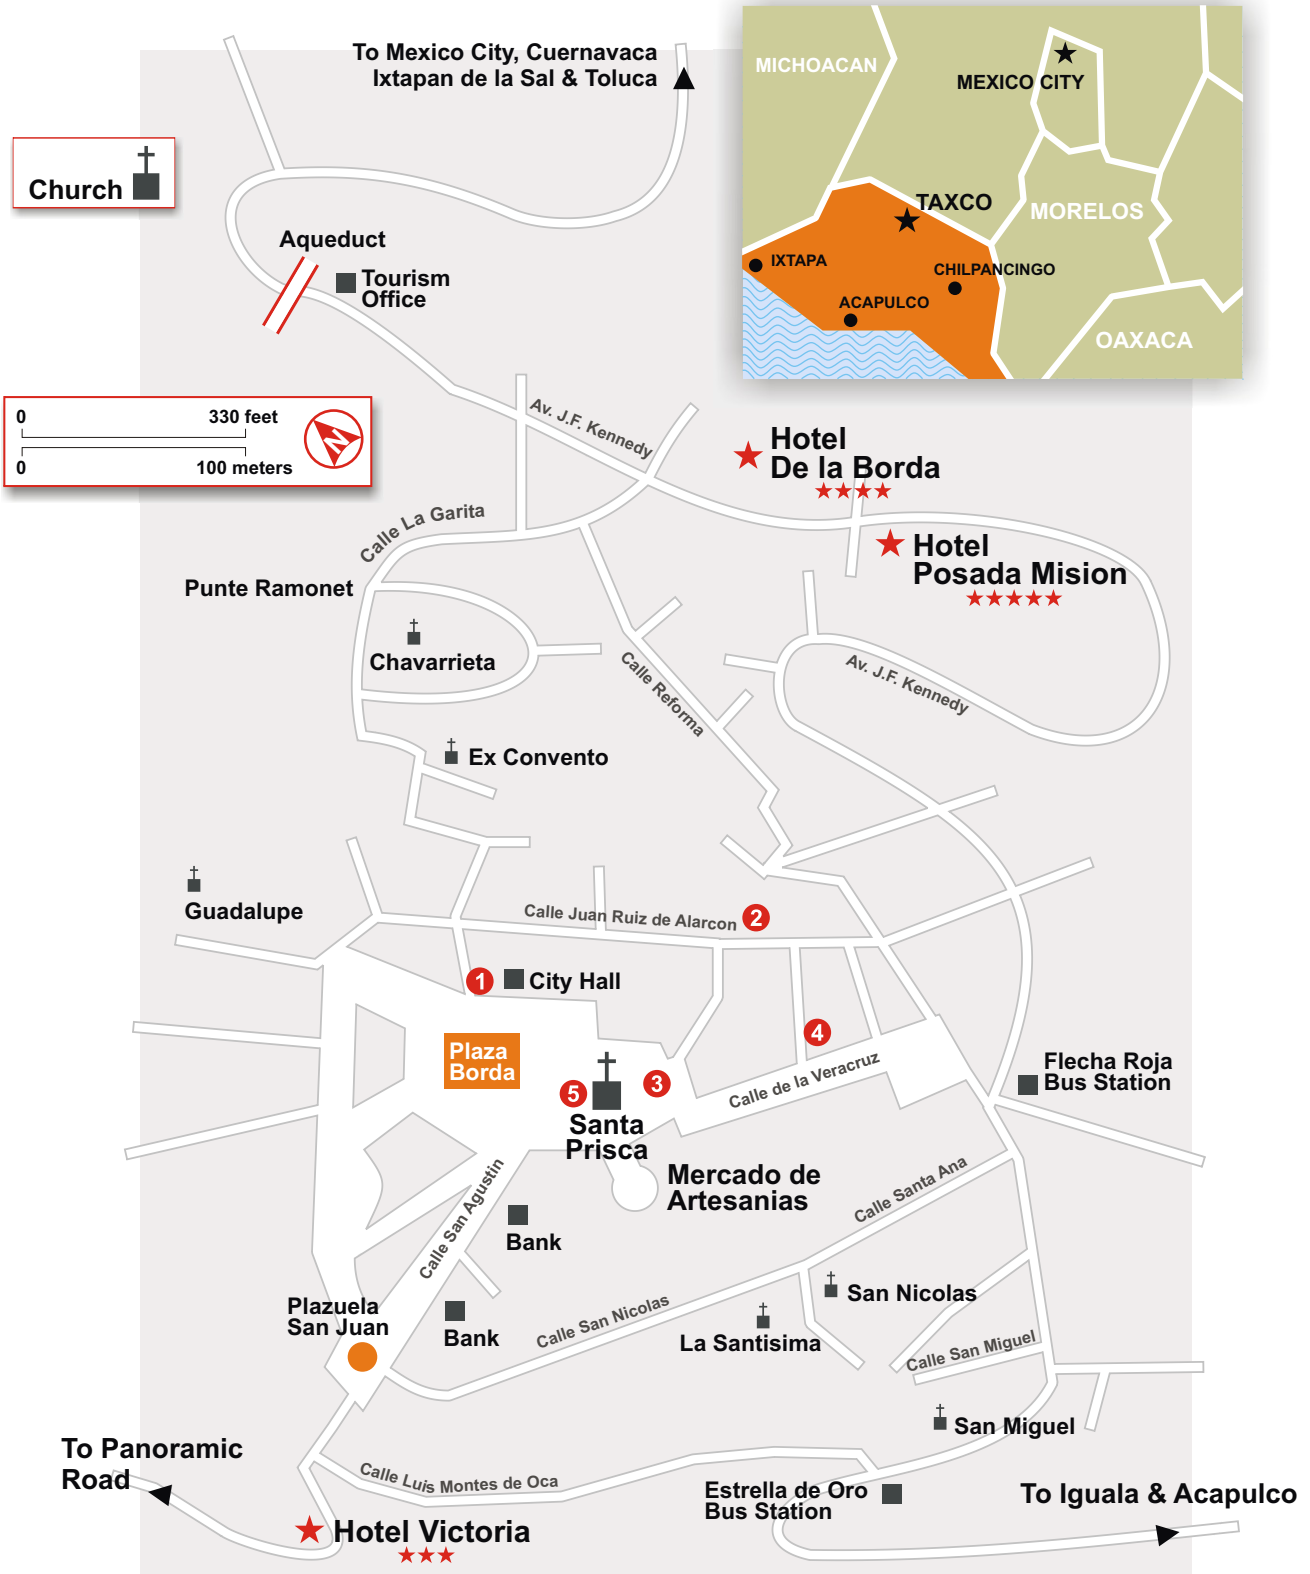 To Mexico City, Cuernavaca
Ixtapan de la Sal & Toluca
MICHOACAN
MEXICO CITY
TAXCO
MORELOS
IXTAPA
CHILPANCINGO
ACAPULCO
OAXACA
Church
Aqueduct
Tourism
Office
0 330 feet
0 100 meters
N
Av. J.F. Kennedy
Hotel
De la Borda
Calle La Garita
Hotel
Posada Mision
Punte Ramonet
Chavarrieta
Calle Reforma
Av. J.F. Kennedy
Ex Convento
Guadalupe
Calle Juan Ruiz de Alarcon
2
1
City Hall
4
Plaza
Borda
5
3
Santa
Prisca
Calle de la Veracruz
Flecha Roja
Bus Station
Mercado de
Artesanias
Calle San Agustin
Calle Santa Ana
Bank
Plazuela
San Juan
Bank
Calle San Nicolas
San Nicolas
La Santisima
Calle San Miguel
San Miguel
To Panoramic
Road
Calle Luis Montes de Oca
Estrella de Oro
Bus Station
To Iguala & Acapulco
Hotel Victoria